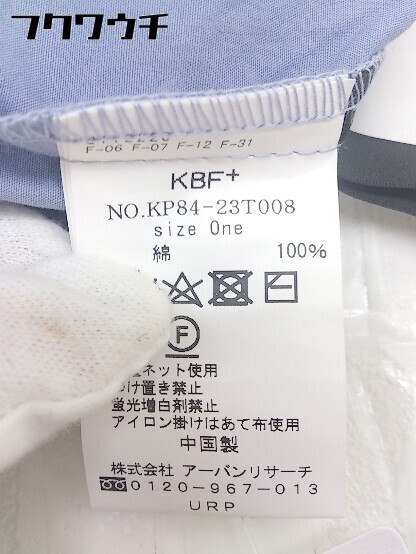 フクワウチ
F-06 F-07 F-12 F-31
KBF+
NO.KP84-23T008
size One
綿 100%
F
ネット使用
け置き禁止
蛍光増白剤禁止
アイロン掛けはあて布使用
中国製
株式会社 アーバンリサーチ
0120-967-013
URP